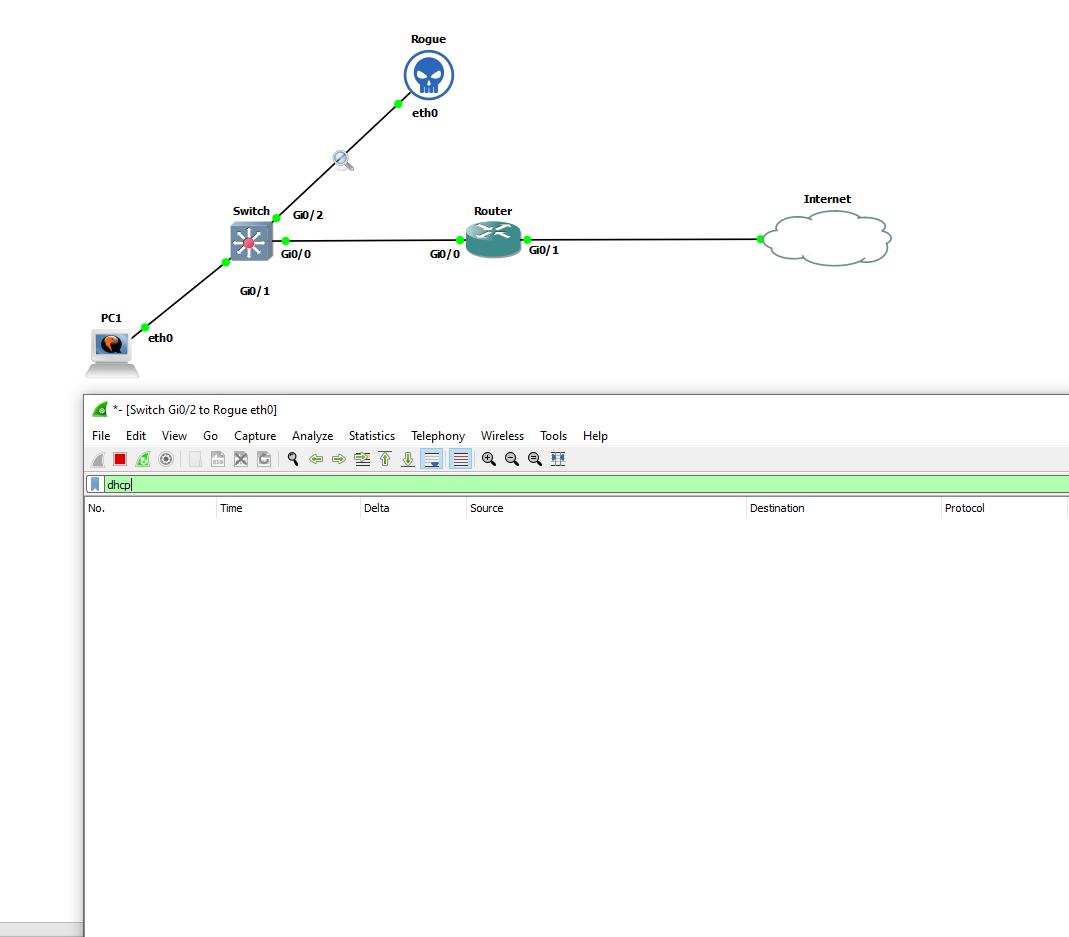 Rogue
eth0
Internet
Switch
Gi0/2
Router
Gi0/0
Gi0/0
Gi0/1
Gi0/1
PC1
eth0
*- [Switch Gi0/2 to Rogue eth0]
File Edit View Go Capture Analyze Statistics Telephony Wireless Tools Help
dhcp
No. Time Delta Source Destination Protocol